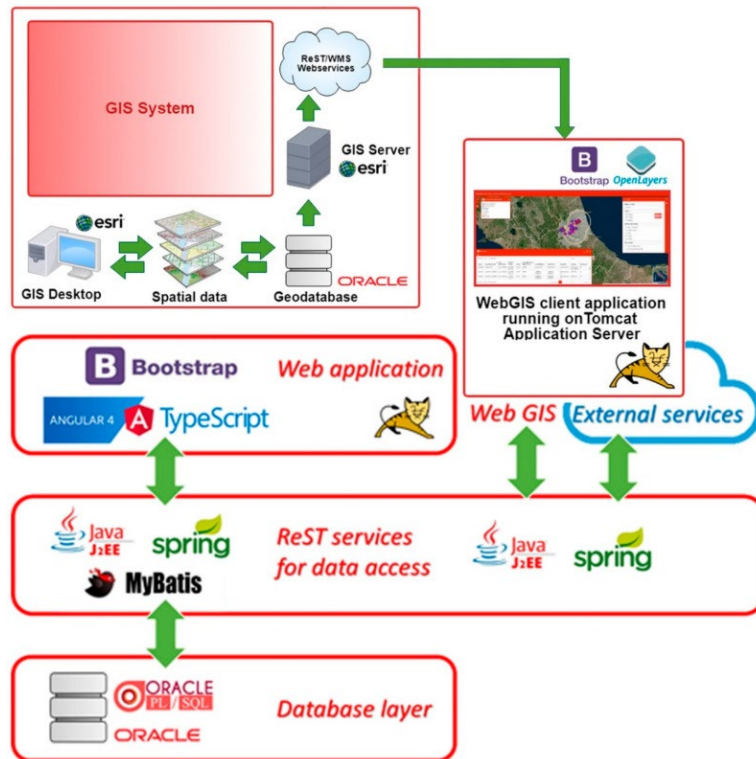 ReST/WMS
Webservices
GIS System
GIS Server
esri
esri
GIS Desktop
Spatial data
Geodatabase
ORACLE
B
Bootstrap
OpenLayers
WebGIS client application
running onTomcat
Application Server
B Bootstrap
Web application
ANGULAR 4 A TypeScript
Web GIS
External services
Java
J2EE
spring
MyBatis
ReST services
for data access
Java
J2EE
spring
ORACLE
PL/SQL
ORACLE
Database layer